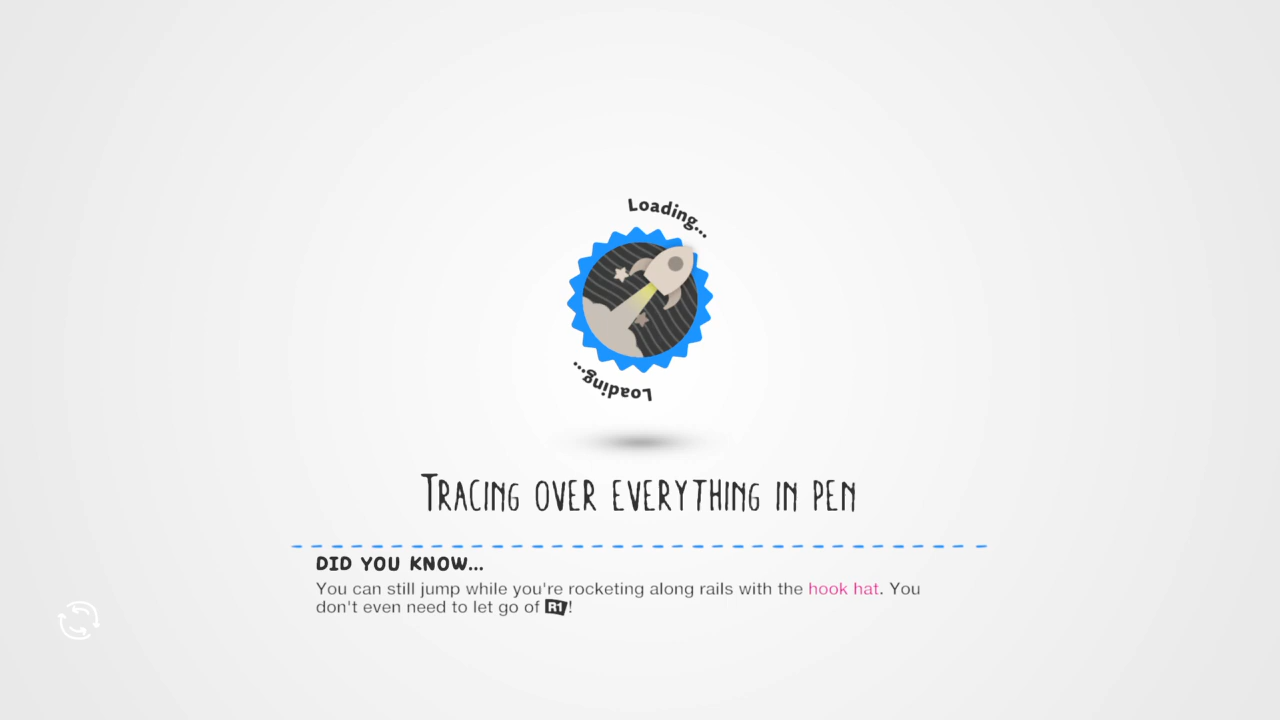 Loading...
Loading...
Tracing over everything in pen
DID YOU KNOW...
You can still jump while you're rocketing along rails with the hook hat. You
don't even need to let go of R1!